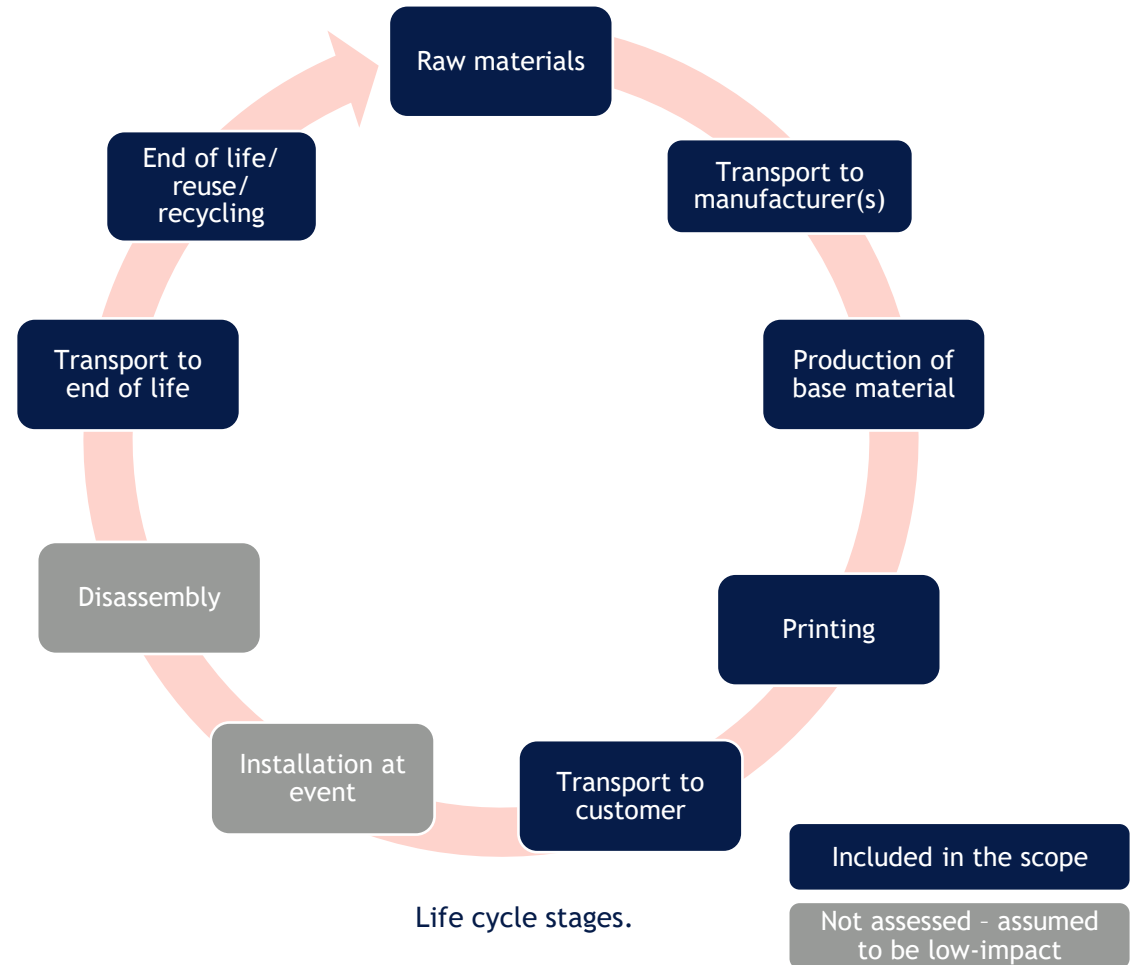 Raw materials
Transport to
manufacturer(s)
Production of
base material
Printing
Transport to
customer
Installation at
event
Disassembly
Transport to
end of life
End of life/
reuse/
recycling
Included in the scope
Not assessed – assumed
to be low-impact
Life cycle stages.